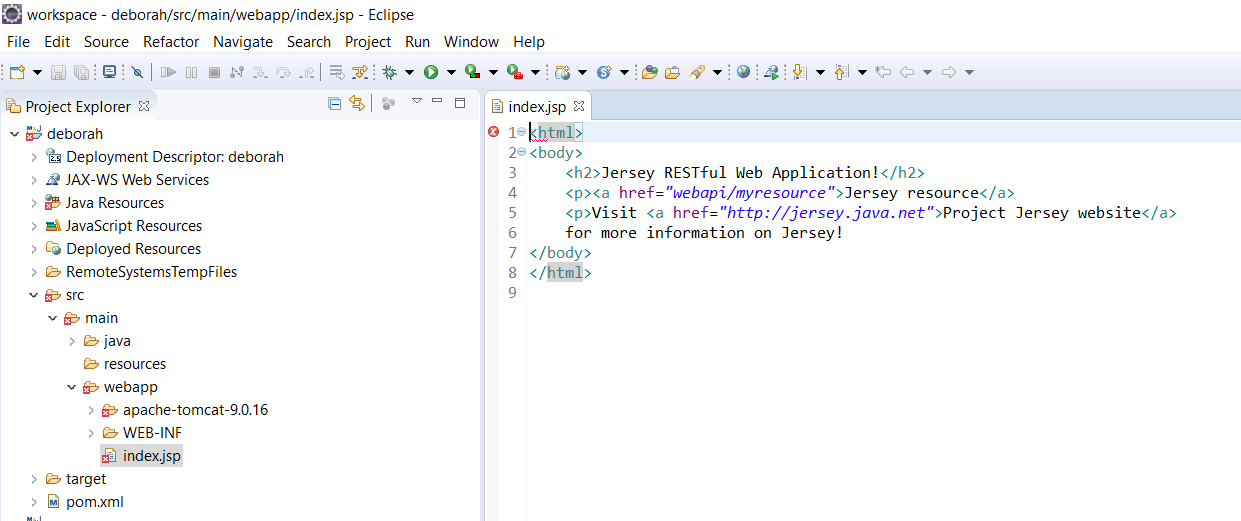 workspace - deborah/src/main/webapp/index.jsp - Eclipse
File Edit Source Refactor Navigate Search Project Run Window Help
Project Explorer
deborah
Deployment Descriptor: deborah
JAX-WS Web Services
Java Resources
JavaScript Resources
Deployed Resources
RemoteSystemsTempFiles
src
main
java
resources
webapp
apache-tomcat-9.0.16
WEB-INF
index.jsp
target
pom.xml
index.jsp
1 <html>
2 <body>
3 <h2>Jersey RESTful Web Application!</h2>
4 <p><a href="webapi/myresource">Jersey resource</a>
5 <p>Visit <a href="http://jersey.java.net">Project Jersey website</a>
6 for more information on Jersey!
7 </body>
8 </html>
9